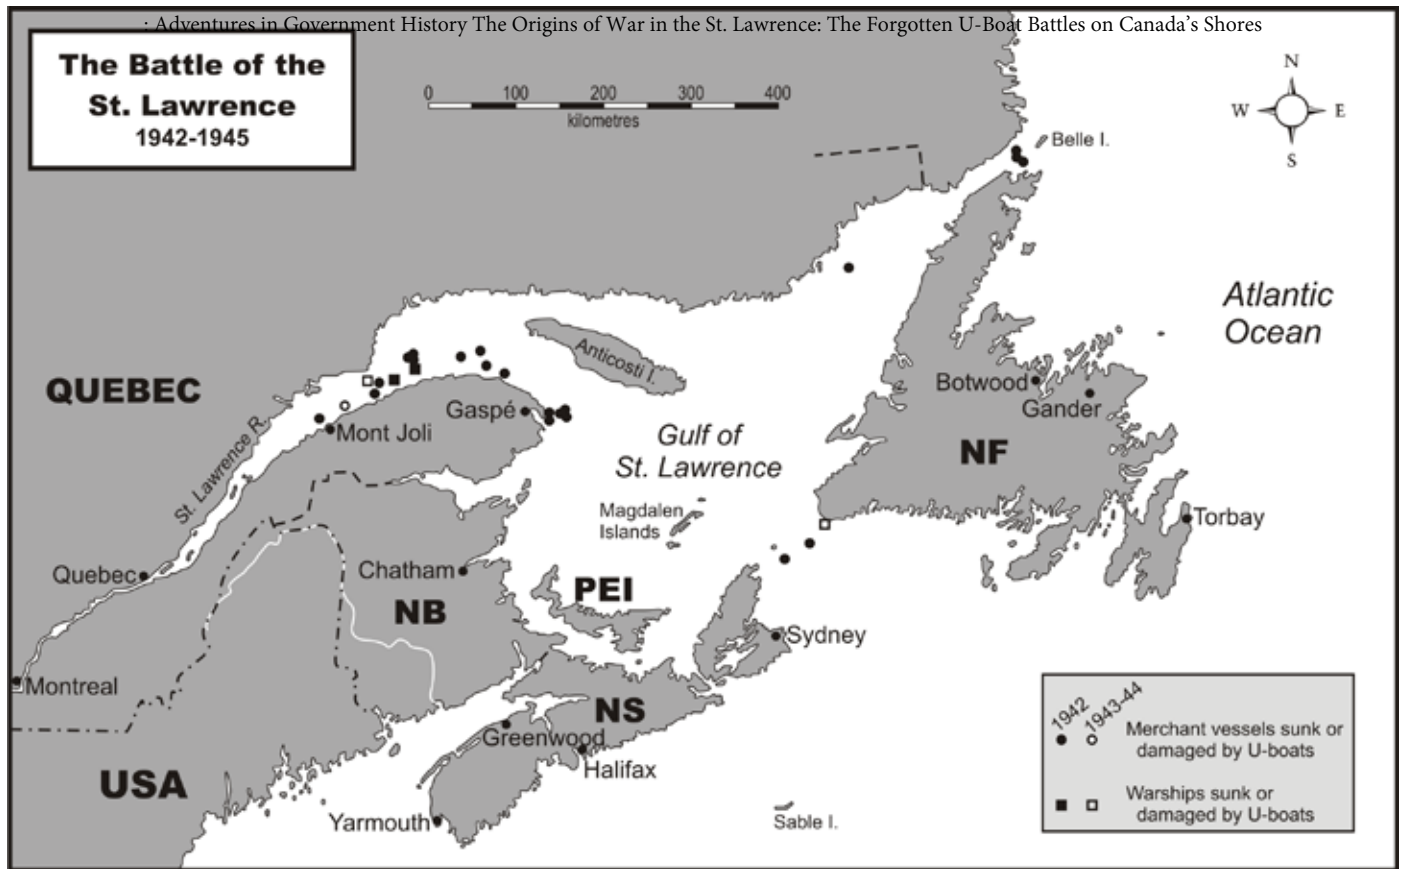 : Adventures in Government History The Origins of War in the St. Lawrence: The Forgotten U-Boat Battles on Canada’s Shores
The Battle of the
St. Lawrence
1942-1945
0 100 200 300 400
kilometres
N
W E
S
Belle I.
Atlantic
Ocean
QUEBEC
Anticosti I.
Botwood
Gander
Gaspé
Mont Joli
St. Lawrence R.
Gulf of
St. Lawrence
NF
Magdalen
Islands
Torbay
Quebec
Chatham
NB
PEI
Sydney
Montreal
NS
Greenwood
Halifax
USA
Yarmouth
Sable I.
1942 1943-44
Merchant vessels sunk or
damaged by U-boats
Warships sunk or
damaged by U-boats